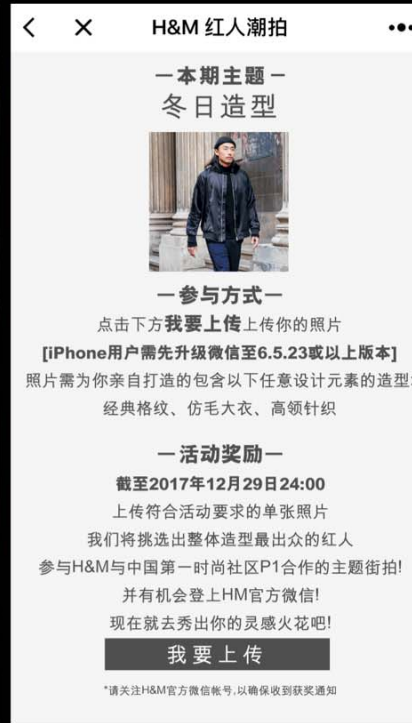 H&M 红人潮拍
—本期主题—
冬日造型
—参与方式—
点击下方我要上传上传你的照片
[iPhone用户需先升级微信至6.5.23或以上版本]
照片需为你亲自打造的包含以下任意设计元素的造型:
经典格纹、仿毛大衣、高领针织
—活动奖励—
截至2017年12月29日24:00
上传符合活动要求的单张照片
我们将挑选出整体造型最出众的红人
参与H&M与中国第一时尚社区P1合作的主题街拍!
并有机会登上HM官方微信!
现在就去秀出你的灵感火花吧!
我要上传
*请关注H&M官方微信帐号,以确保收到获奖通知